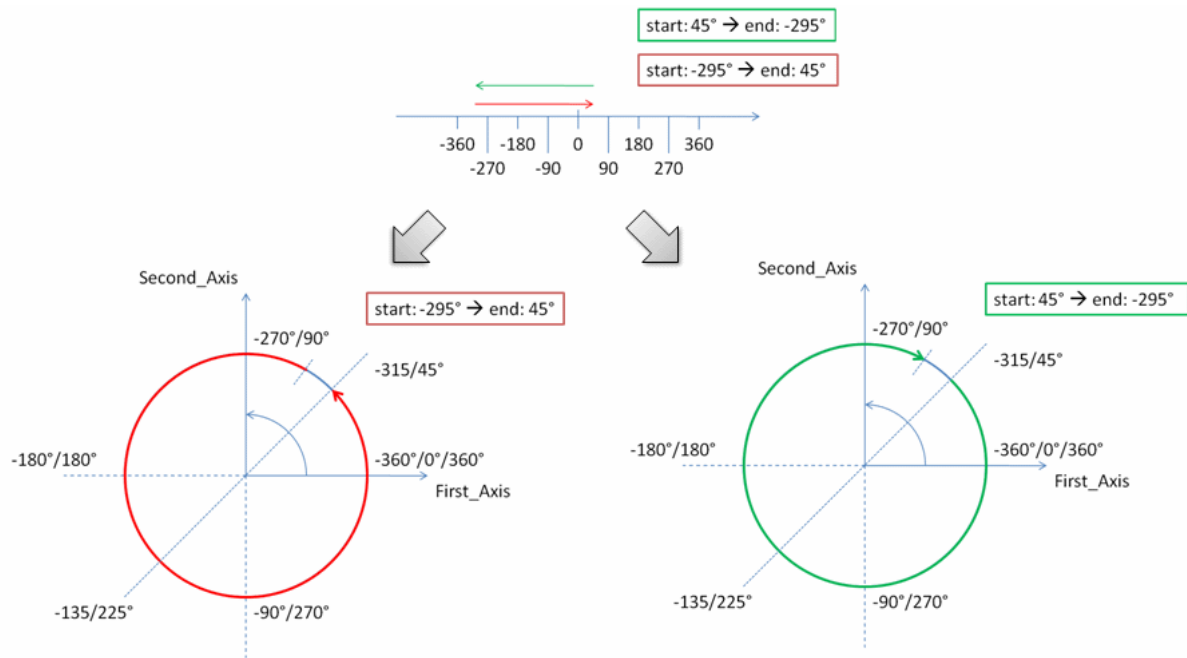 start: 45° → end: -295°
start: -295° → end: 45°
-360 -180 0 180 360
-270 -90 90 270
Second_Axis
start: -295° → end: 45°
-270°/90°
-315/45°
-180°/180°
-360°/0°/360°
First_Axis
-135/225°
-90°/270°
Second_Axis
start: 45° → end: -295°
-270°/90°
-315/45°
-180°/180°
-360°/0°/360°
First_Axis
-135/225°
-90°/270°